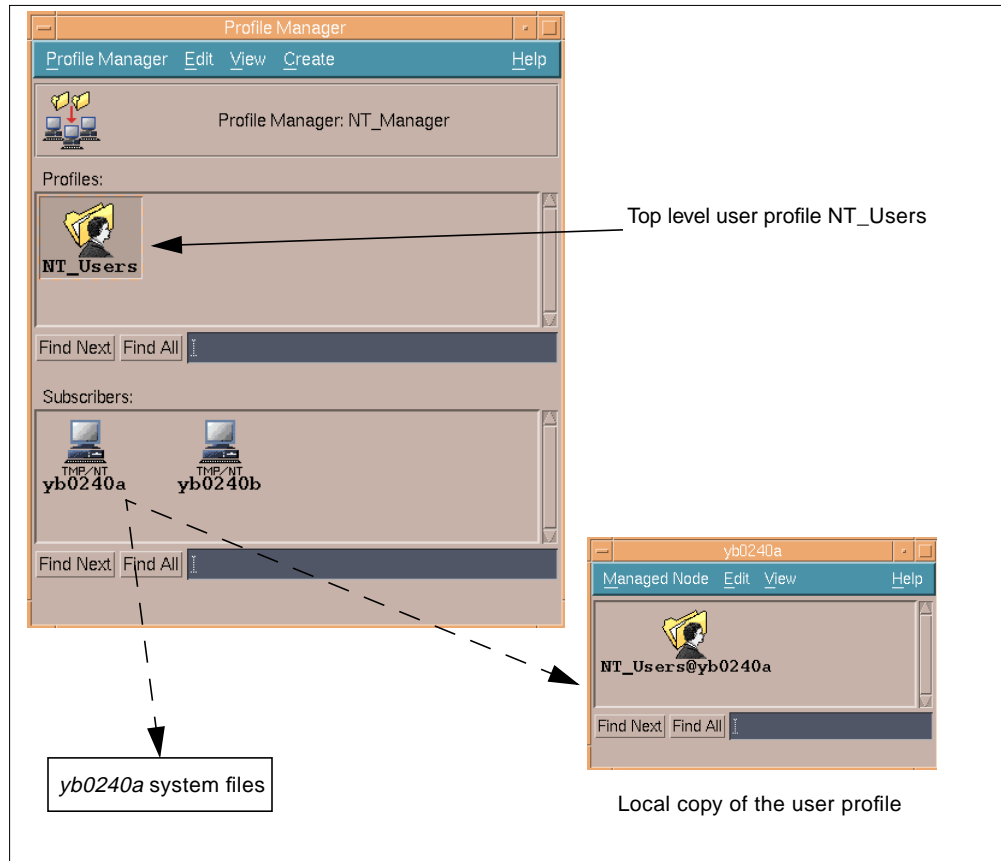 Profile Manager
Profile Manager Edit View Create Help
Profile Manager: NT_Manager
Profiles:
NT_Users
Top level user profile NT_Users
Find Next Find All
Subscribers:
TMP/NT TMP/NT
yb0240a yb0240b
Find Next Find All
yb0240a
Managed Node Edit View Help
NT_Users@yb0240a
Find Next Find All
yb0240a system files
Local copy of the user profile